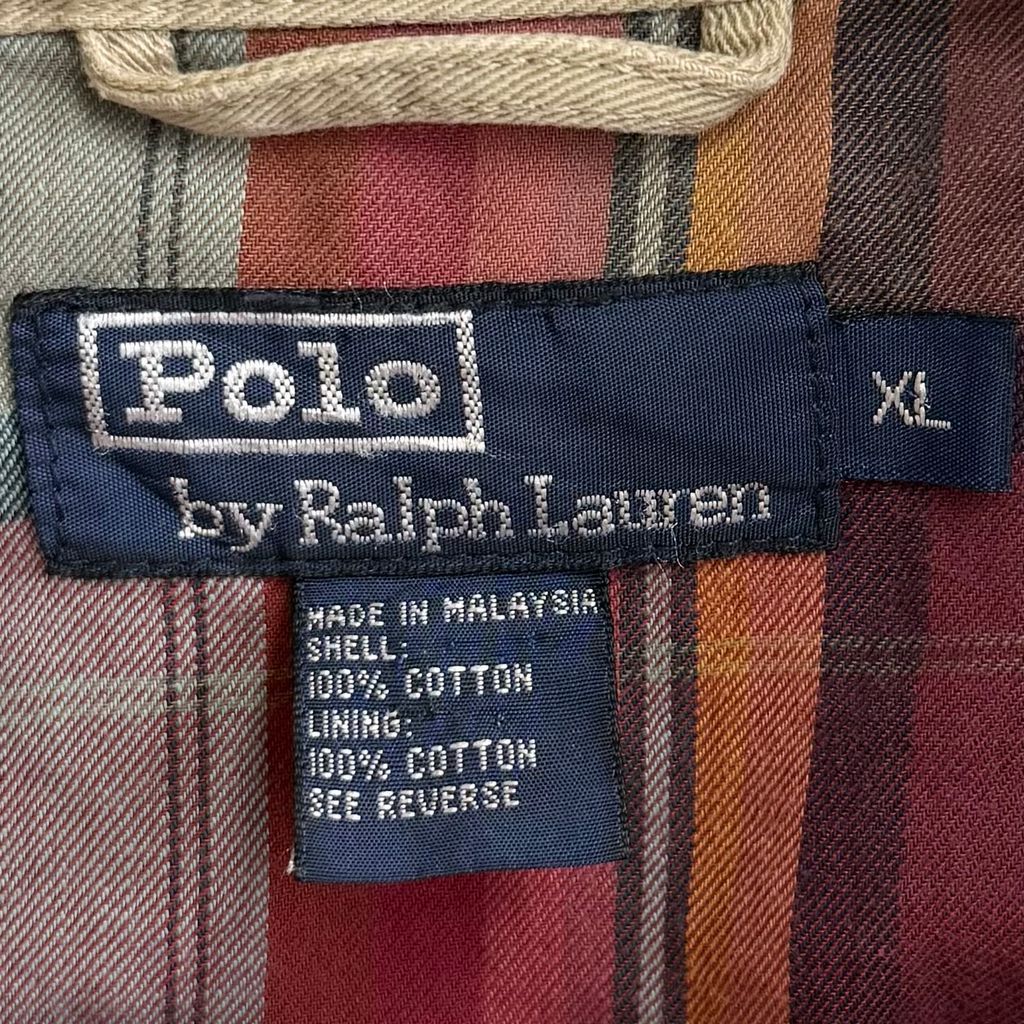 Polo
by Ralph Lauren
XL
MADE IN MALAYSIA
SHELL:
100% COTTON
LINING:
100% COTTON
SEE REVERSE